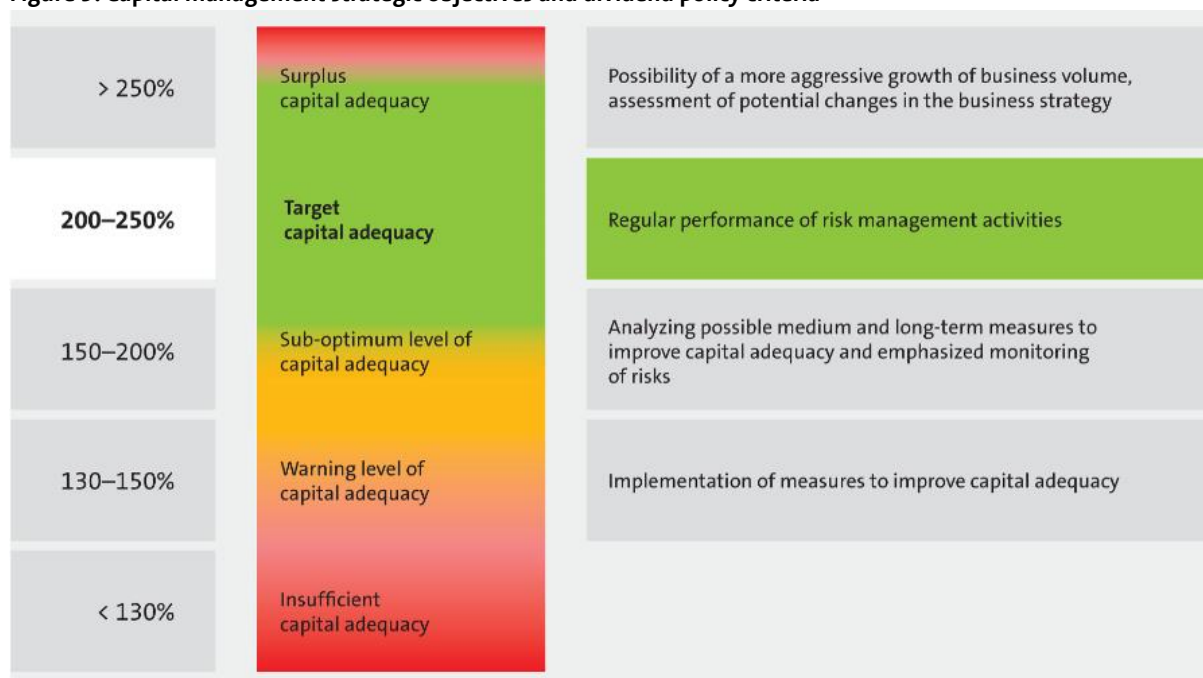 > 250%
Surplus
capital adequacy
Possibility of a more aggressive growth of business volume,
assessment of potential changes in the business strategy
200–250%
Target
capital adequacy
Regular performance of risk management activities
150–200%
Sub-optimum level of
capital adequacy
Analyzing possible medium and long-term measures to
improve capital adequacy and emphasized monitoring
of risks
130–150%
Warning level of
capital adequacy
Implementation of measures to improve capital adequacy
< 130%
Insufficient
capital adequacy